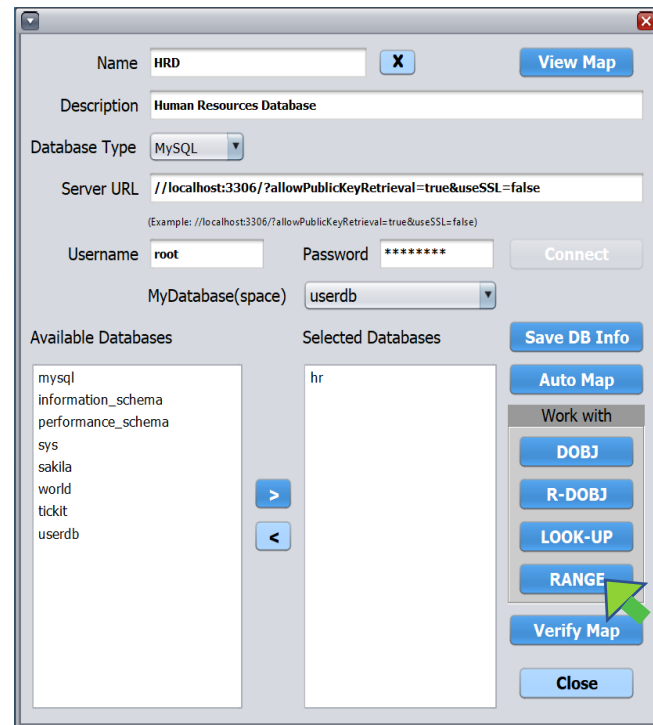 X
Name HRD X View Map
Description Human Resources Database
Database Type MySQL
Server URL //localhost:3306/?allowPublicKeyRetrieval=true&useSSL=false
(Example: //localhost:3306/?allowPublicKeyRetrieval=true&useSSL=false)
Username root Password ******** Connect
MyDatabase(space) userdb
Available Databases Selected Databases Save DB Info
mysql hr Auto Map
information_schema
performance_schema Work with
sys DOBJ
sakila
world > R-DOBJ
tickit
userdb < LOOK-UP
RANGE
Verify Map
Close